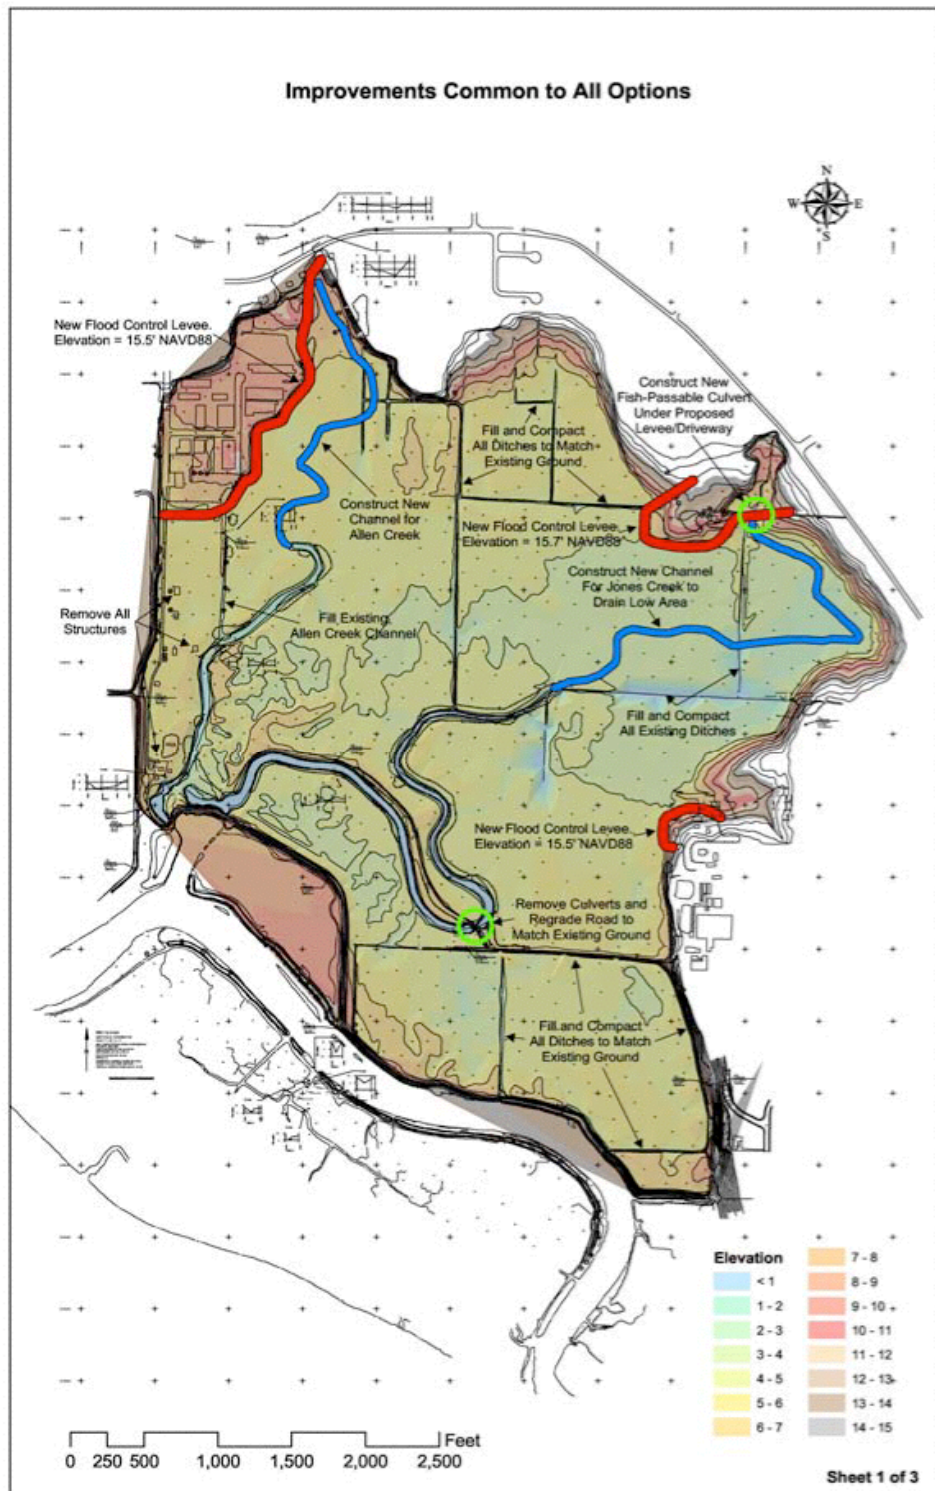 Improvements Common to All Options
N
W
E
S
New Flood Control Levee.
Elevation = 15.5' NAVD88
Construct New
Fish-Passable Culvert
Under Proposed
Levee/Driveway
Fill and Compact
All Ditches to Match
Existing Ground
Construct New
Channel for
Allen Creek
New Flood Control Levee.
Elevation = 15.7' NAVD88
Construct New Channel
For Jones Creek to
Drain Low Area
Remove All
Structures
Fill Existing
Allen Creek Channel
Fill and Compact
All Existing Ditches
New Flood Control Levee.
Elevation = 15.5' NAVD88
Remove Culverts and
Regrade Road to
Match Existing Ground
Fill and Compact
All Ditches to Match
Existing Ground
Elevation
< 1
1 - 2
2 - 3
3 - 4
4 - 5
5 - 6
6 - 7
7 - 8
8 - 9
9 - 10
10 - 11
11 - 12
12 - 13
13 - 14
14 - 15
Feet
0 250 500 1,000 1,500 2,000 2,500
Sheet 1 of 3